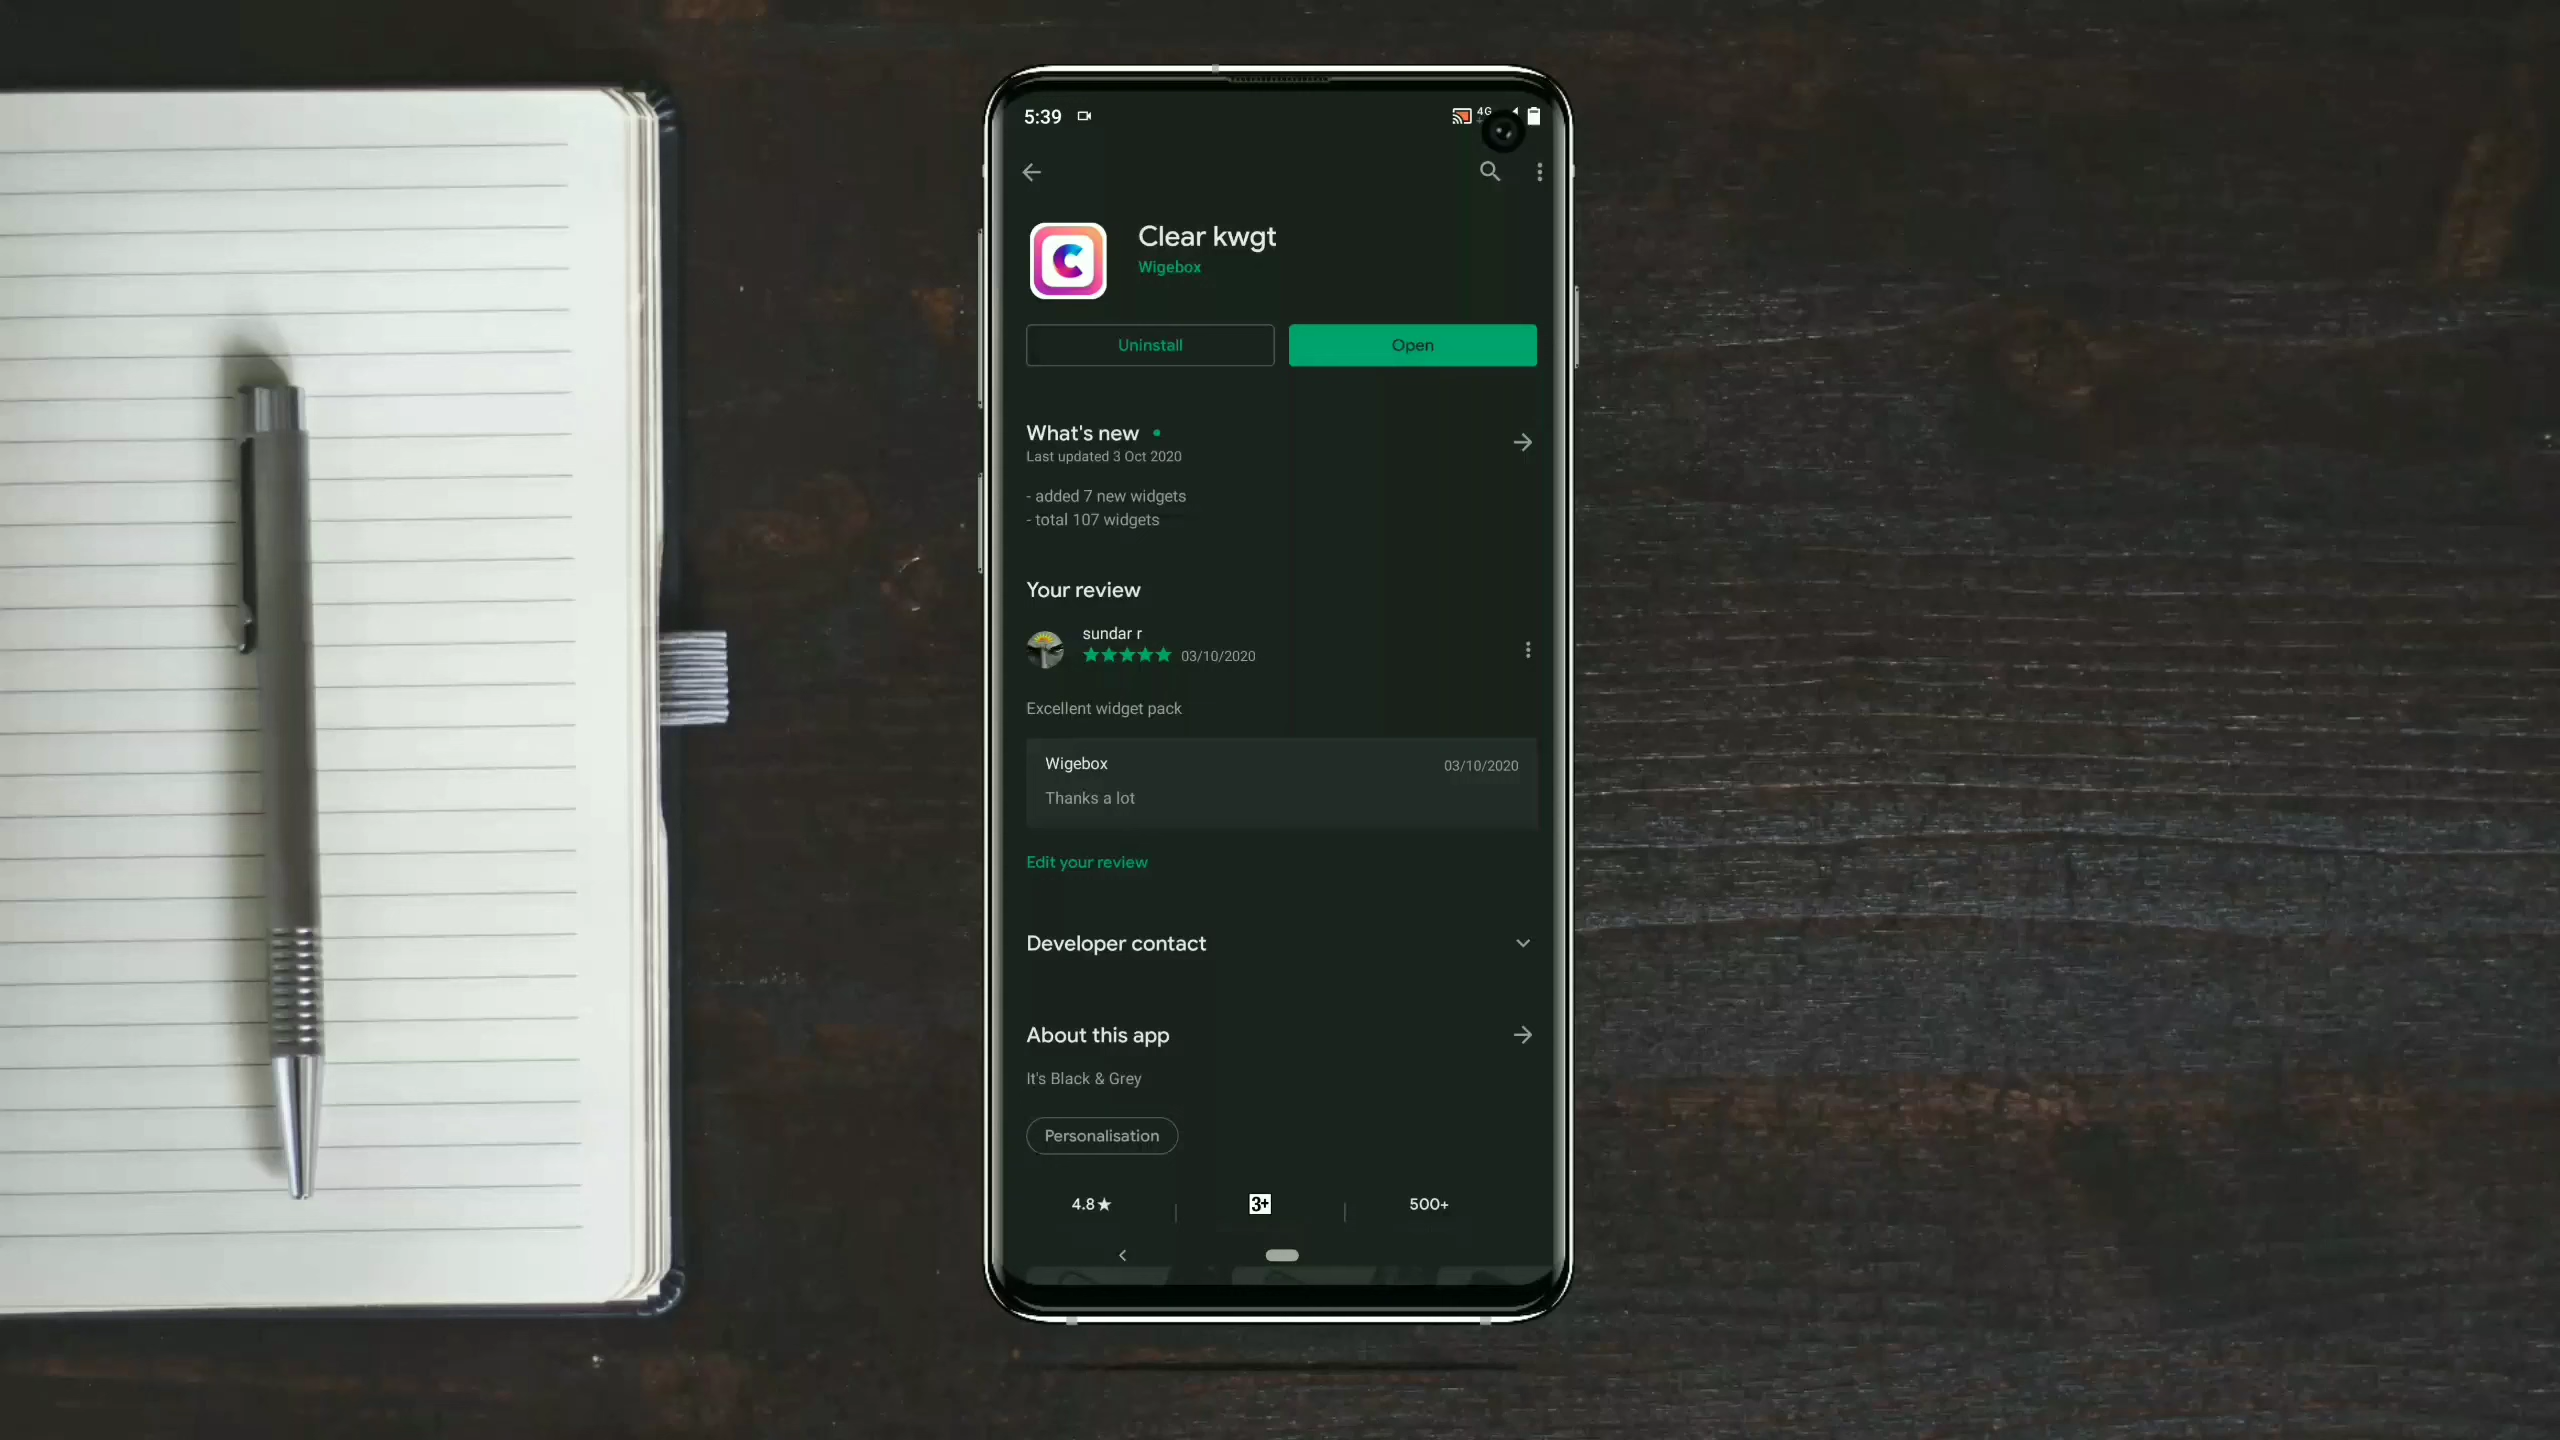 5:39
4G
Clear kwgt
Wigebox
Uninstall
Open
What's new
Last updated 3 Oct 2020
- added 7 new widgets
- total 107 widgets
Your review
sundar r
03/10/2020
Excellent widget pack
Wigebox
03/10/2020
Thanks a lot
Edit your review
Developer contact
About this app
It's Black & Grey
Personalisation
4.8★
3+
500+